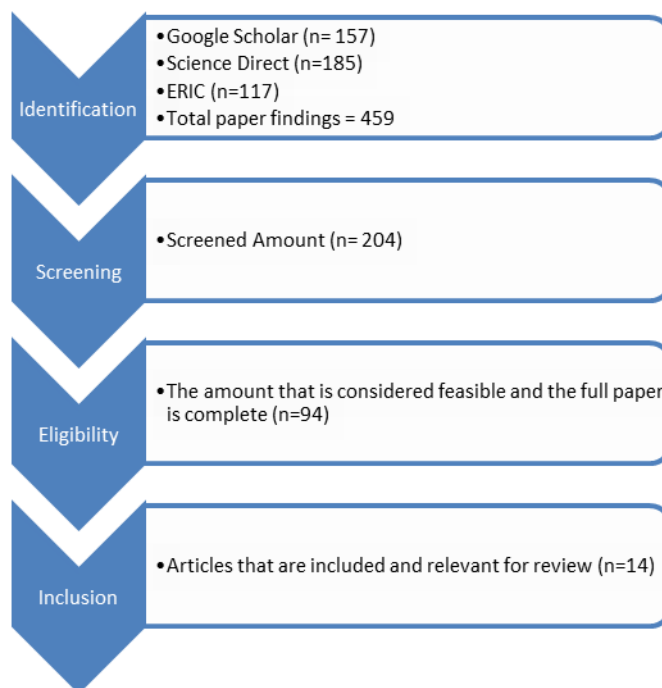 Identification
•Google Scholar (n= 157)
•Science Direct (n=185)
•ERIC (n=117)
•Total paper findings = 459
Screening
•Screened Amount (n= 204)
Eligibility
•The amount that is considered feasible and the full paper
is complete (n=94)
Inclusion
•Articles that are included and relevant for review (n=14)